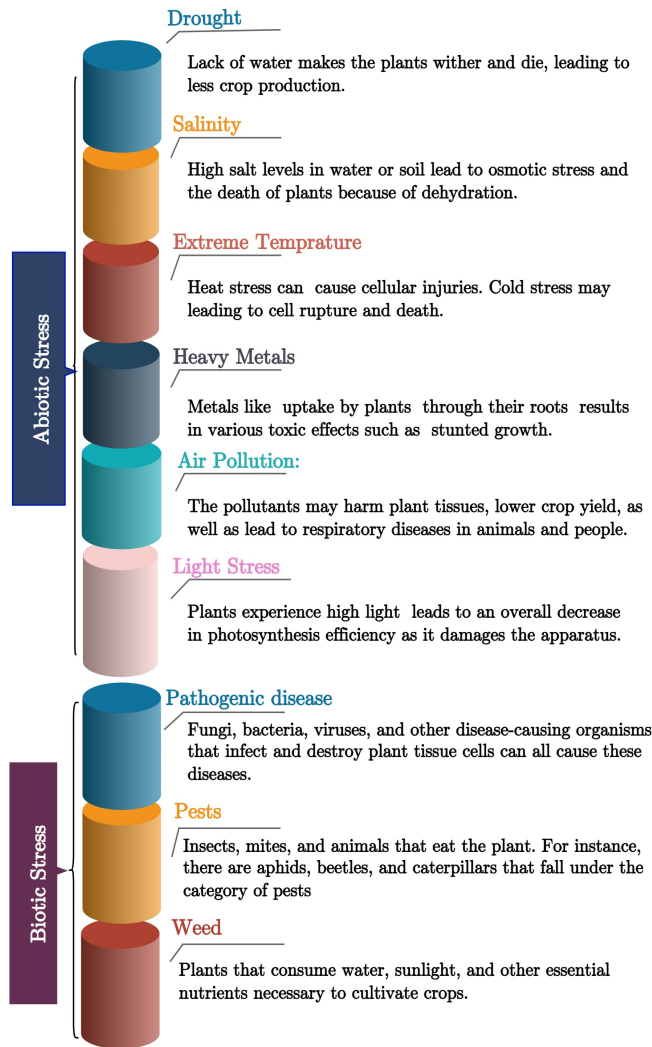 Drought
Lack of water makes the plants wither and die, leading to
less crop production.
Salinity
High salt levels in water or soil lead to osmotic stress and
the death of plants because of dehydration.
Extreme Temprature
Heat stress can cause cellular injuries. Cold stress may
leading to cell rupture and death.
Abiotic Stress
Heavy Metals
Metals like uptake by plants through their roots results
in various toxic effects such as stunted growth.
Air Pollution:
The pollutants may harm plant tissues, lower crop yield, as
well as lead to respiratory diseases in animals and people.
Light Stress
Plants experience high light leads to an overall decrease
in photosynthesis efficiency as it damages the apparatus.
Pathogenic disease
Fungi, bacteria, viruses, and other disease-causing organisms
that infect and destroy plant tissue cells can all cause these
diseases.
Biotic Stress
Pests
Insects, mites, and animals that eat the plant. For instance,
there are aphids, beetles, and caterpillars that fall under the
category of pests
Weed
Plants that consume water, sunlight, and other essential
nutrients necessary to cultivate crops.